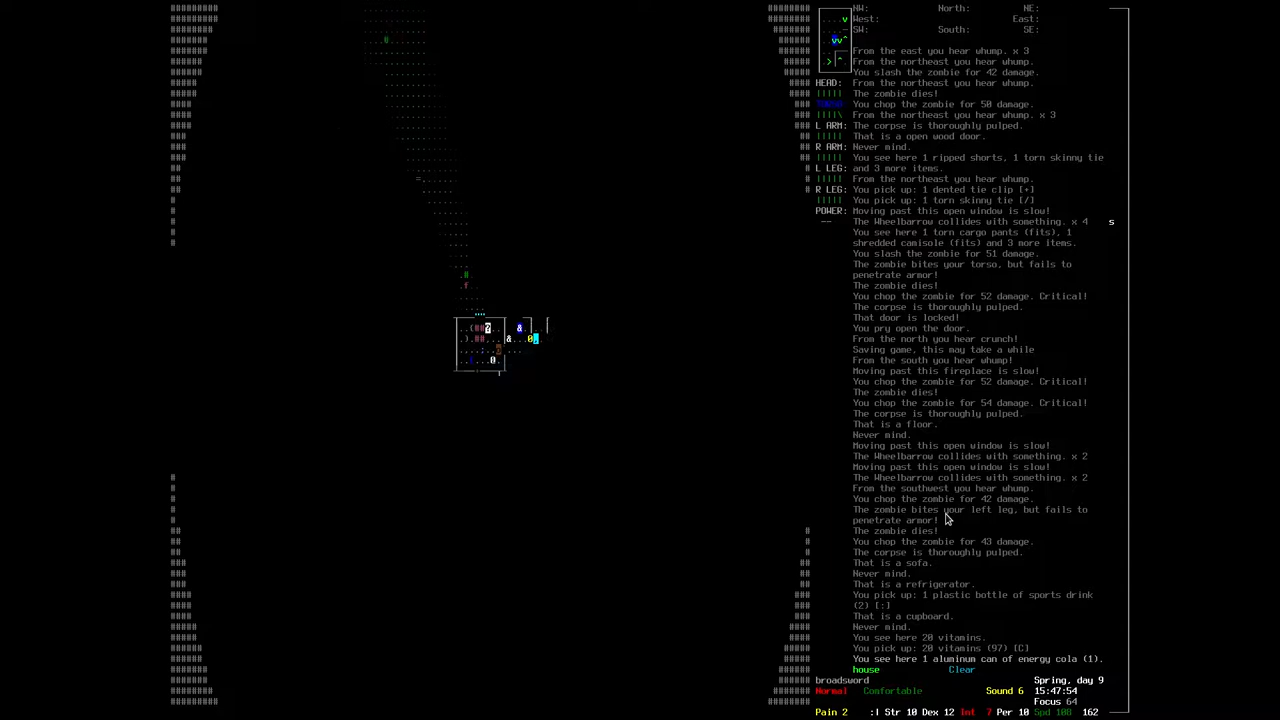 NW: North: NE:
West: East:
SW: South: SE:
From the east you hear whump. x 3
From the northeast you hear whump.
You slash the zombie for 42 damage.
HEAD: From the northeast you hear whump.
The zombie dies!
You chop the zombie for 50 damage.
From the northeast you hear whump. x 3
L ARM: The corpse is thoroughly pulped.
That is a open wood door.
R ARM: Never mind.
You see here 1 ripped shorts, 1 torn skinny tie
L LEG: and 3 more items.
From the northeast you hear whump.
R LEG: You pick up: 1 dented tie clip [+]
You pick up: 1 torn skinny tie [/]
POWER: Moving past this open window is slow!
-- The Wheelbarrow collides with something. x 4 s
You see here 1 torn cargo pants (fits), 1
shredded camisole (fits) and 3 more items.
You slash the zombie for 51 damage.
The zombie bites your torso, but fails to
penetrate armor!
The zombie dies!
You chop the zombie for 52 damage. Critical!
The corpse is thoroughly pulped.
That door is locked!
You pry open the door.
From the north you hear crunch!
Saving game, this may take a while
From the south you hear whump!
Moving past this fireplace is slow!
You chop the zombie for 52 damage. Critical!
The zombie dies!
You chop the zombie for 54 damage. Critical!
The corpse is thoroughly pulped.
That is a floor.
Never mind.
Moving past this open window is slow!
The Wheelbarrow collides with something. x 2
Moving past this open window is slow!
The Wheelbarrow collides with something. x 2
From the southwest you hear whump.
You chop the zombie for 42 damage.
The zombie bites your left leg, but fails to
penetrate armor!
The zombie dies!
You chop the zombie for 43 damage.
The corpse is thoroughly pulped.
That is a sofa.
Never mind.
That is a refrigerator.
You pick up: 1 plastic bottle of sports drink
(2) [:]
That is a cupboard.
Never mind.
You see here 20 vitamins.
You pick up: 20 vitamins (97) [C]
You see here 1 aluminum can of energy cola (1).
house Clear
broadsword Spring, day 9
Normal Comfortable Sound 6 15:47:54
Focus 64
Pain 2 :| Str 10 Dex 12 Int 7 Per 10 Spd 108 162